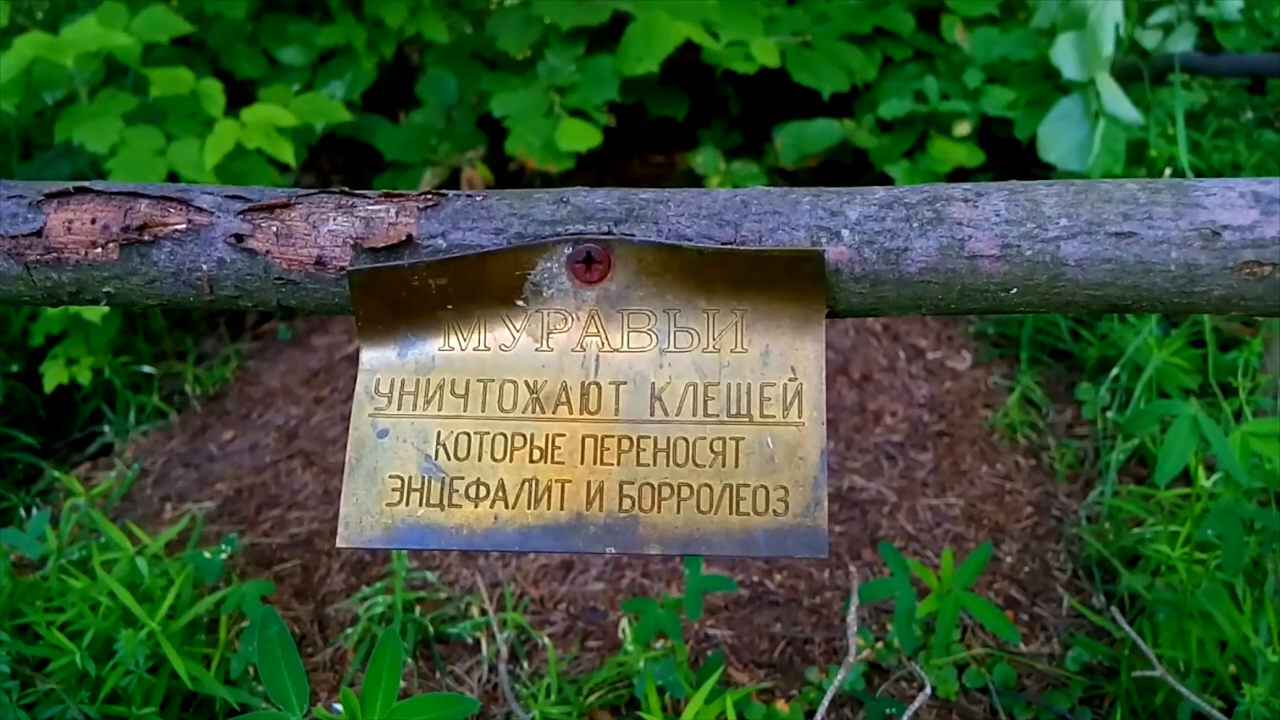 МУРАВЬИ
УНИЧТОЖАЮТ КЛЕЩЕЙ
КОТОРЫЕ ПЕРЕНОСЯТ
ЭНЦЕФАЛИТ И БОРРОЛЕОЗ